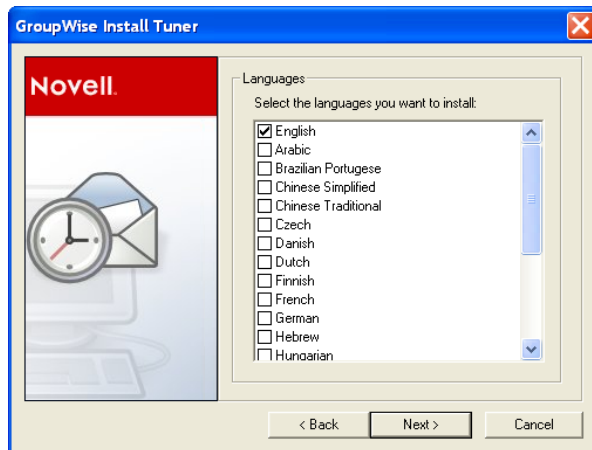 GroupWise Install Tuner
Novell.
Languages
Select the languages you want to install:
English
Arabic
Brazilian Portugese
Chinese Simplified
Chinese Traditional
Czech
Danish
Dutch
Finnish
French
German
Hebrew
Hungarian
< Back
Next >
Cancel